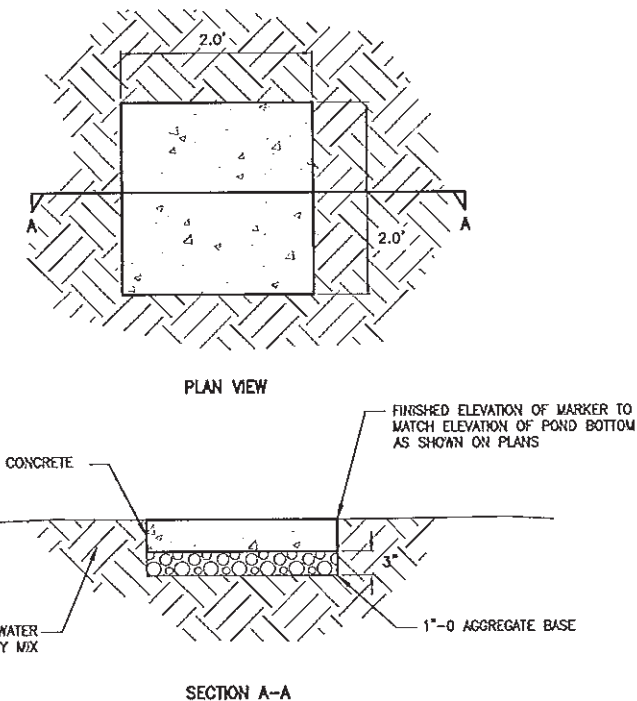 2.0'
A
A
2.0'
PLAN VIEW
FINISHED ELEVATION OF MARKER TO
MATCH ELEVATION OF POND BOTTOM
AS SHOWN ON PLANS
CONCRETE
3"
WATER
MIX
1"-0 AGGREGATE BASE
SECTION A-A